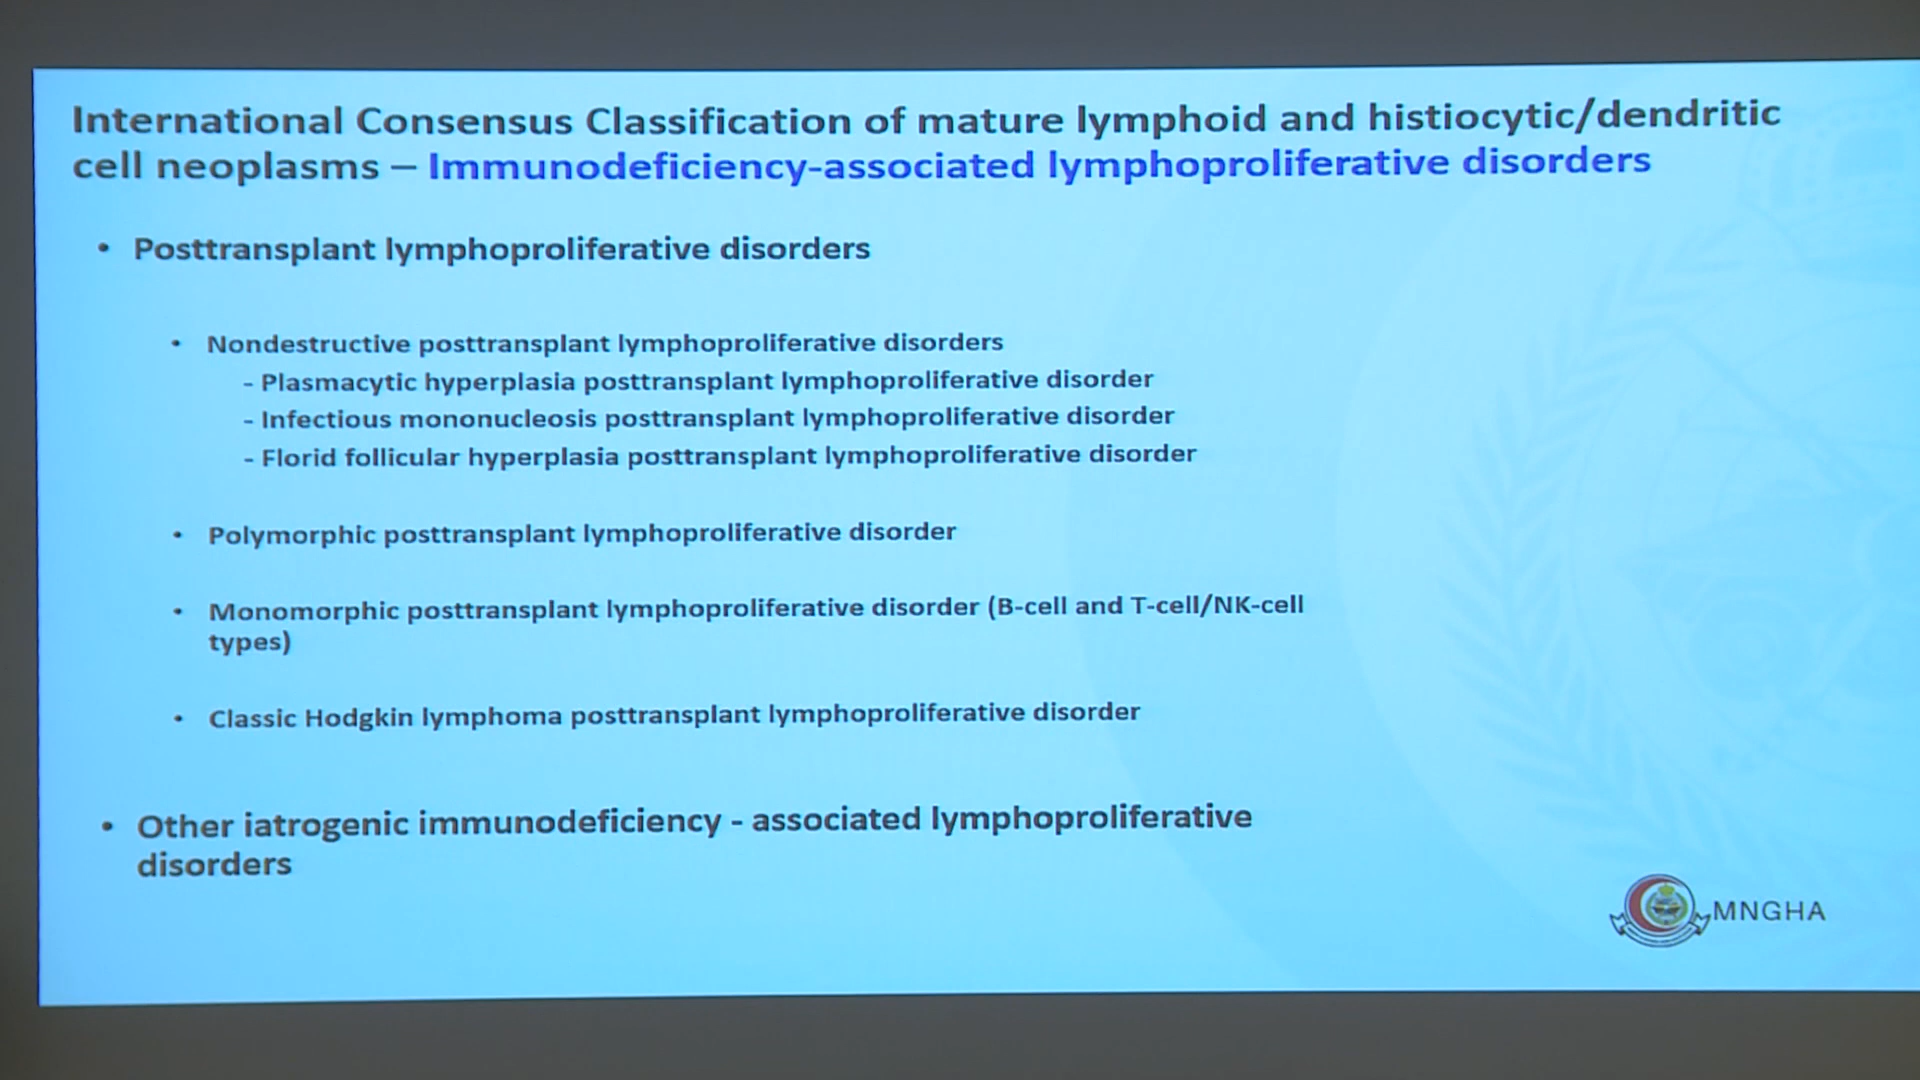 International Consensus Classification of mature lymphoid and histiocytic/dendritic
cell neoplasms – Immunodeficiency-associated lymphoproliferative disorders
• Posttransplant lymphoproliferative disorders
• Nondestructive posttransplant lymphoproliferative disorders
- Plasmacytic hyperplasia posttransplant lymphoproliferative disorder
- Infectious mononucleosis posttransplant lymphoproliferative disorder
- Florid follicular hyperplasia posttransplant lymphoproliferative disorder
• Polymorphic posttransplant lymphoproliferative disorder
• Monomorphic posttransplant lymphoproliferative disorder (B-cell and T-cell/NK-cell
types)
• Classic Hodgkin lymphoma posttransplant lymphoproliferative disorder
• Other iatrogenic immunodeficiency - associated lymphoproliferative
disorders
MNGHA